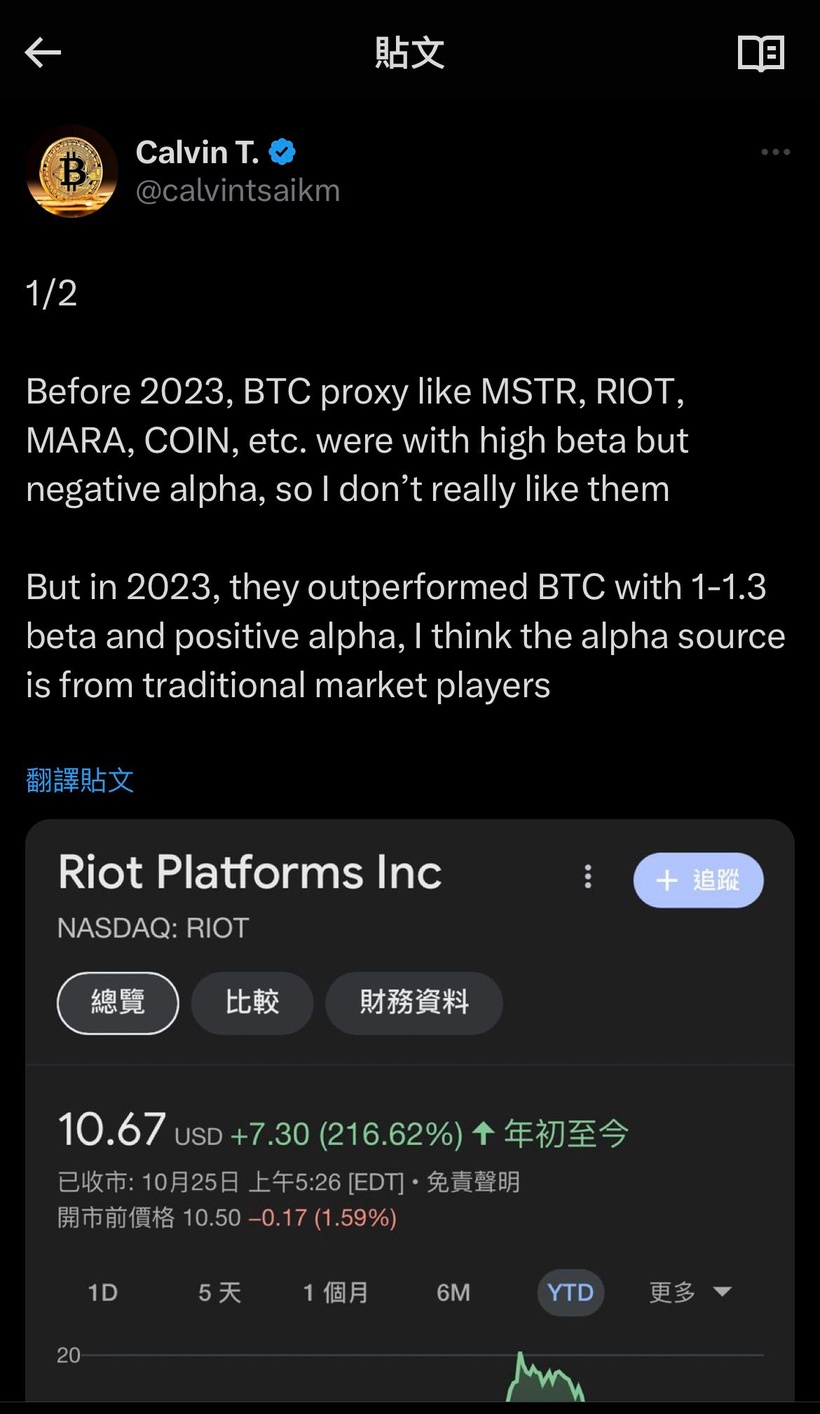 貼文
Calvin T.
@calvintsaikm
1/2
Before 2023, BTC proxy like MSTR, RIOT,
MARA, COIN, etc. were with high beta but
negative alpha, so I don’t really like them
But in 2023, they outperformed BTC with 1-1.3
beta and positive alpha, I think the alpha source
is from traditional market players
翻譯貼文
Riot Platforms Inc
+ 追蹤
NASDAQ: RIOT
總覽 比較 財務資料
10.67 USD +7.30 (216.62%) ↑ 年初至今
已收市: 10月25日 上午5:26 [EDT] • 免責聲明
開市前價格 10.50 −0.17 (1.59%)
1D 5 天 1 個月 6M YTD 更多
20